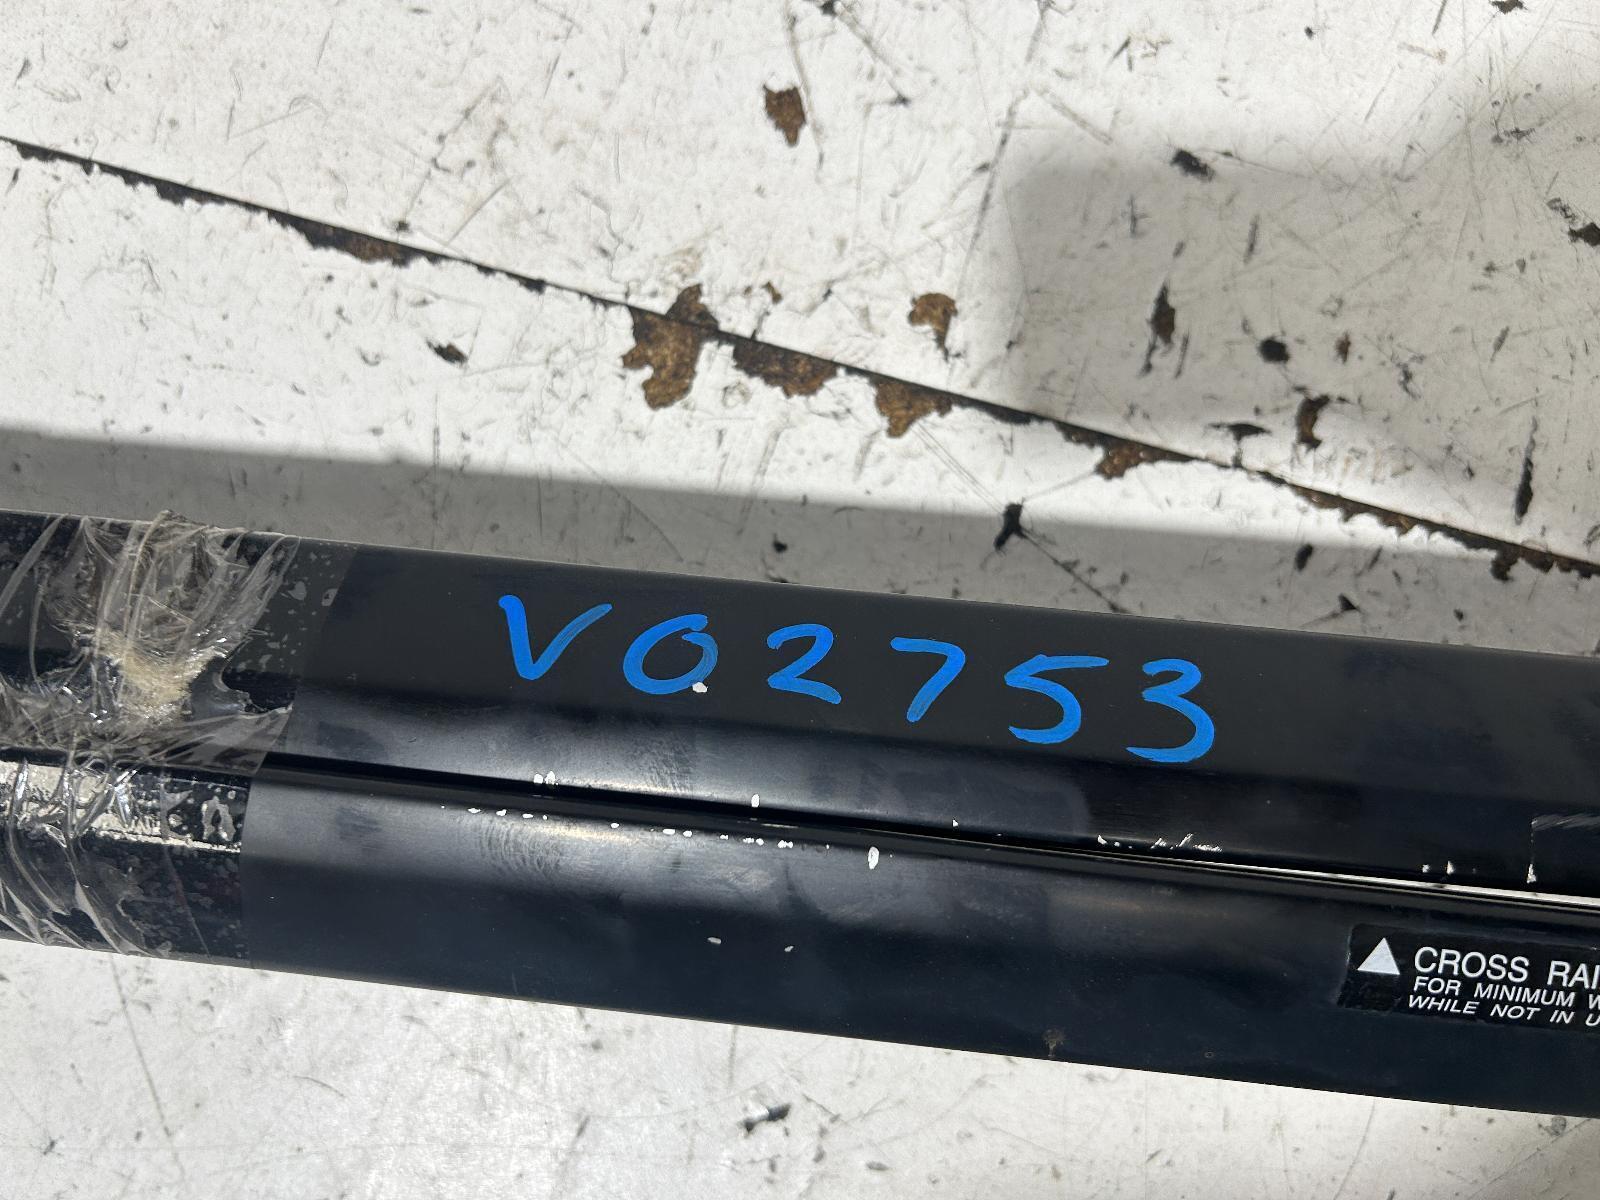 V02753
CROSS RAI
FOR MINIMUM W
WHILE NOT IN U